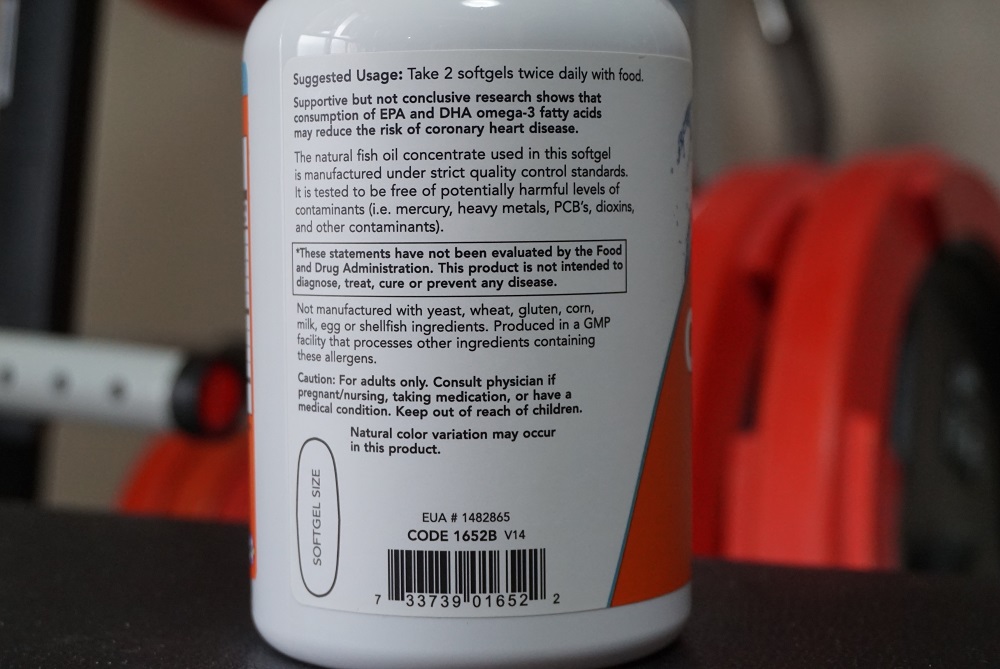 Suggested Usage: Take 2 softgels twice daily with food.
Supportive but not conclusive research shows that
consumption of EPA and DHA omega-3 fatty acids
may reduce the risk of coronary heart disease.
The natural fish oil concentrate used in this softgel
is manufactured under strict quality control standards.
It is tested to be free of potentially harmful levels of
contaminants (i.e. mercury, heavy metals, PCB's, dioxins,
and other contaminants).
*These statements have not been evaluated by the Food
and Drug Administration. This product is not intended to
diagnose, treat, cure or prevent any disease.
Not manufactured with yeast, wheat, gluten, corn,
milk, egg or shellfish ingredients. Produced in a GMP
facility that processes other ingredients containing
these allergens.
Caution: For adults only. Consult physician if
pregnant/nursing, taking medication, or have a
medical condition. Keep out of reach of children.
Natural color variation may occur
in this product.
SOFTGEL SIZE
EUA # 1482865
CODE 1652B V14
7 33739 01652 2